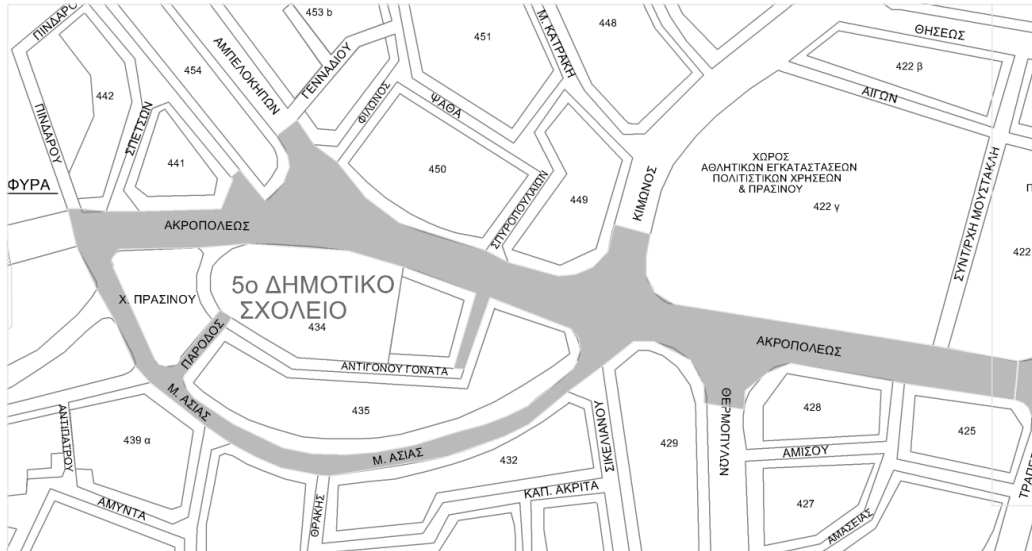 ΠΙΝΔΑΡΟ
453 b
448
451
Μ. ΚΑΤΡΑΚΗ
ΘΗΣΕΩΣ
ΑΜΠΕΛΟΚΗΠΩΝ
ΓΕΝΝΑΔΙΟΥ
454
422 β
442
ΑΙΓΩΝ
ΦΙΛΩΝΟΣ
ΨΑΘΑ
ΠΙΝΔΑΡΟΥ
ΣΠΕΤΣΩΝ
441
450
ΧΩΡΟΣ
ΑΘΛΗΤΙΚΩΝ ΕΓΚΑΤΑΣΤΑΣΕΩΝ
ΠΟΛΙΤΙΣΤΙΚΩΝ ΧΡΗΣΕΩΝ
& ΠΡΑΣΙΝΟΥ
422 γ
ΦΥΡΑ
449
ΚΙΜΩΝΟΣ
ΣΠΥΡΟΠΟΥΛΑΙΩΝ
ΣΥΝΤ/ΡΧΗ ΜΟΥΣΤΑΚΛΗ
Π
422
ΑΚΡΟΠΟΛΕΩΣ
5ο ΔΗΜΟΤΙΚΟ
ΣΧΟΛΕΙΟ
Χ. ΠΡΑΣΙΝΟΥ
434
ΠΑΡΟΔΟΣ
ΑΚΡΟΠΟΛΕΩΣ
ΑΝΤΙΓΟΝΟΥ ΓΟΝΑΤΑ
Μ. ΑΣΙΑΣ
435
ΘΕΡΜΟΠΥΛΩΝ
428
425
ΑΝΤΙΠΑΤΡΟΥ
439 α
ΣΙΚΕΛΙΑΝΟΥ
429
ΑΜΙΣΟΥ
Μ. ΑΣΙΑΣ
432
ΚΑΠ. ΑΚΡΙΤΑ
ΤΡΑΠΕ
ΑΜΥΝΤΑ
ΘΡΑΚΗΣ
427
ΑΜΑΣΕΙΑΣ